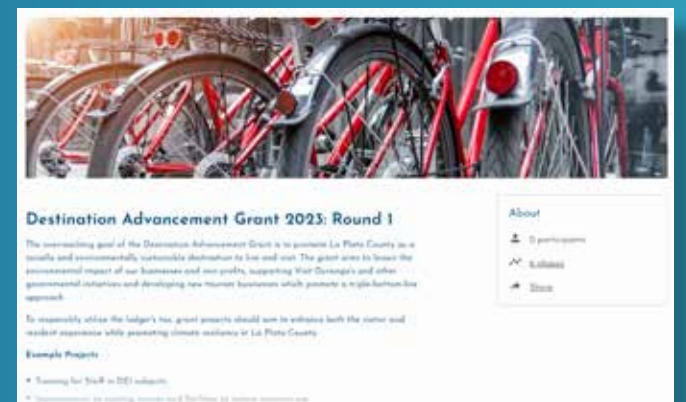 Destination Advancement Grant 2023: Round 1
The overreaching goal of the Destination Advancement Grant is to promote La Plata County as a
socially and environmentally sustainable destination to live and visit. The grant aims to lessen the
environmental impact of our businesses and non profits, supporting Visit Durango's and other
governmental initiatives and developing new tourism businesses which promote a triple-bottom-line
approach.
To responsibly utilize the lodger's tax, grant projects should aim to enhance both the visitor and
resident experience while promoting climate resiliency in La Plata County.
Example Projects
Training for Staff in DEI subjects
About
participants
6 phases
Share